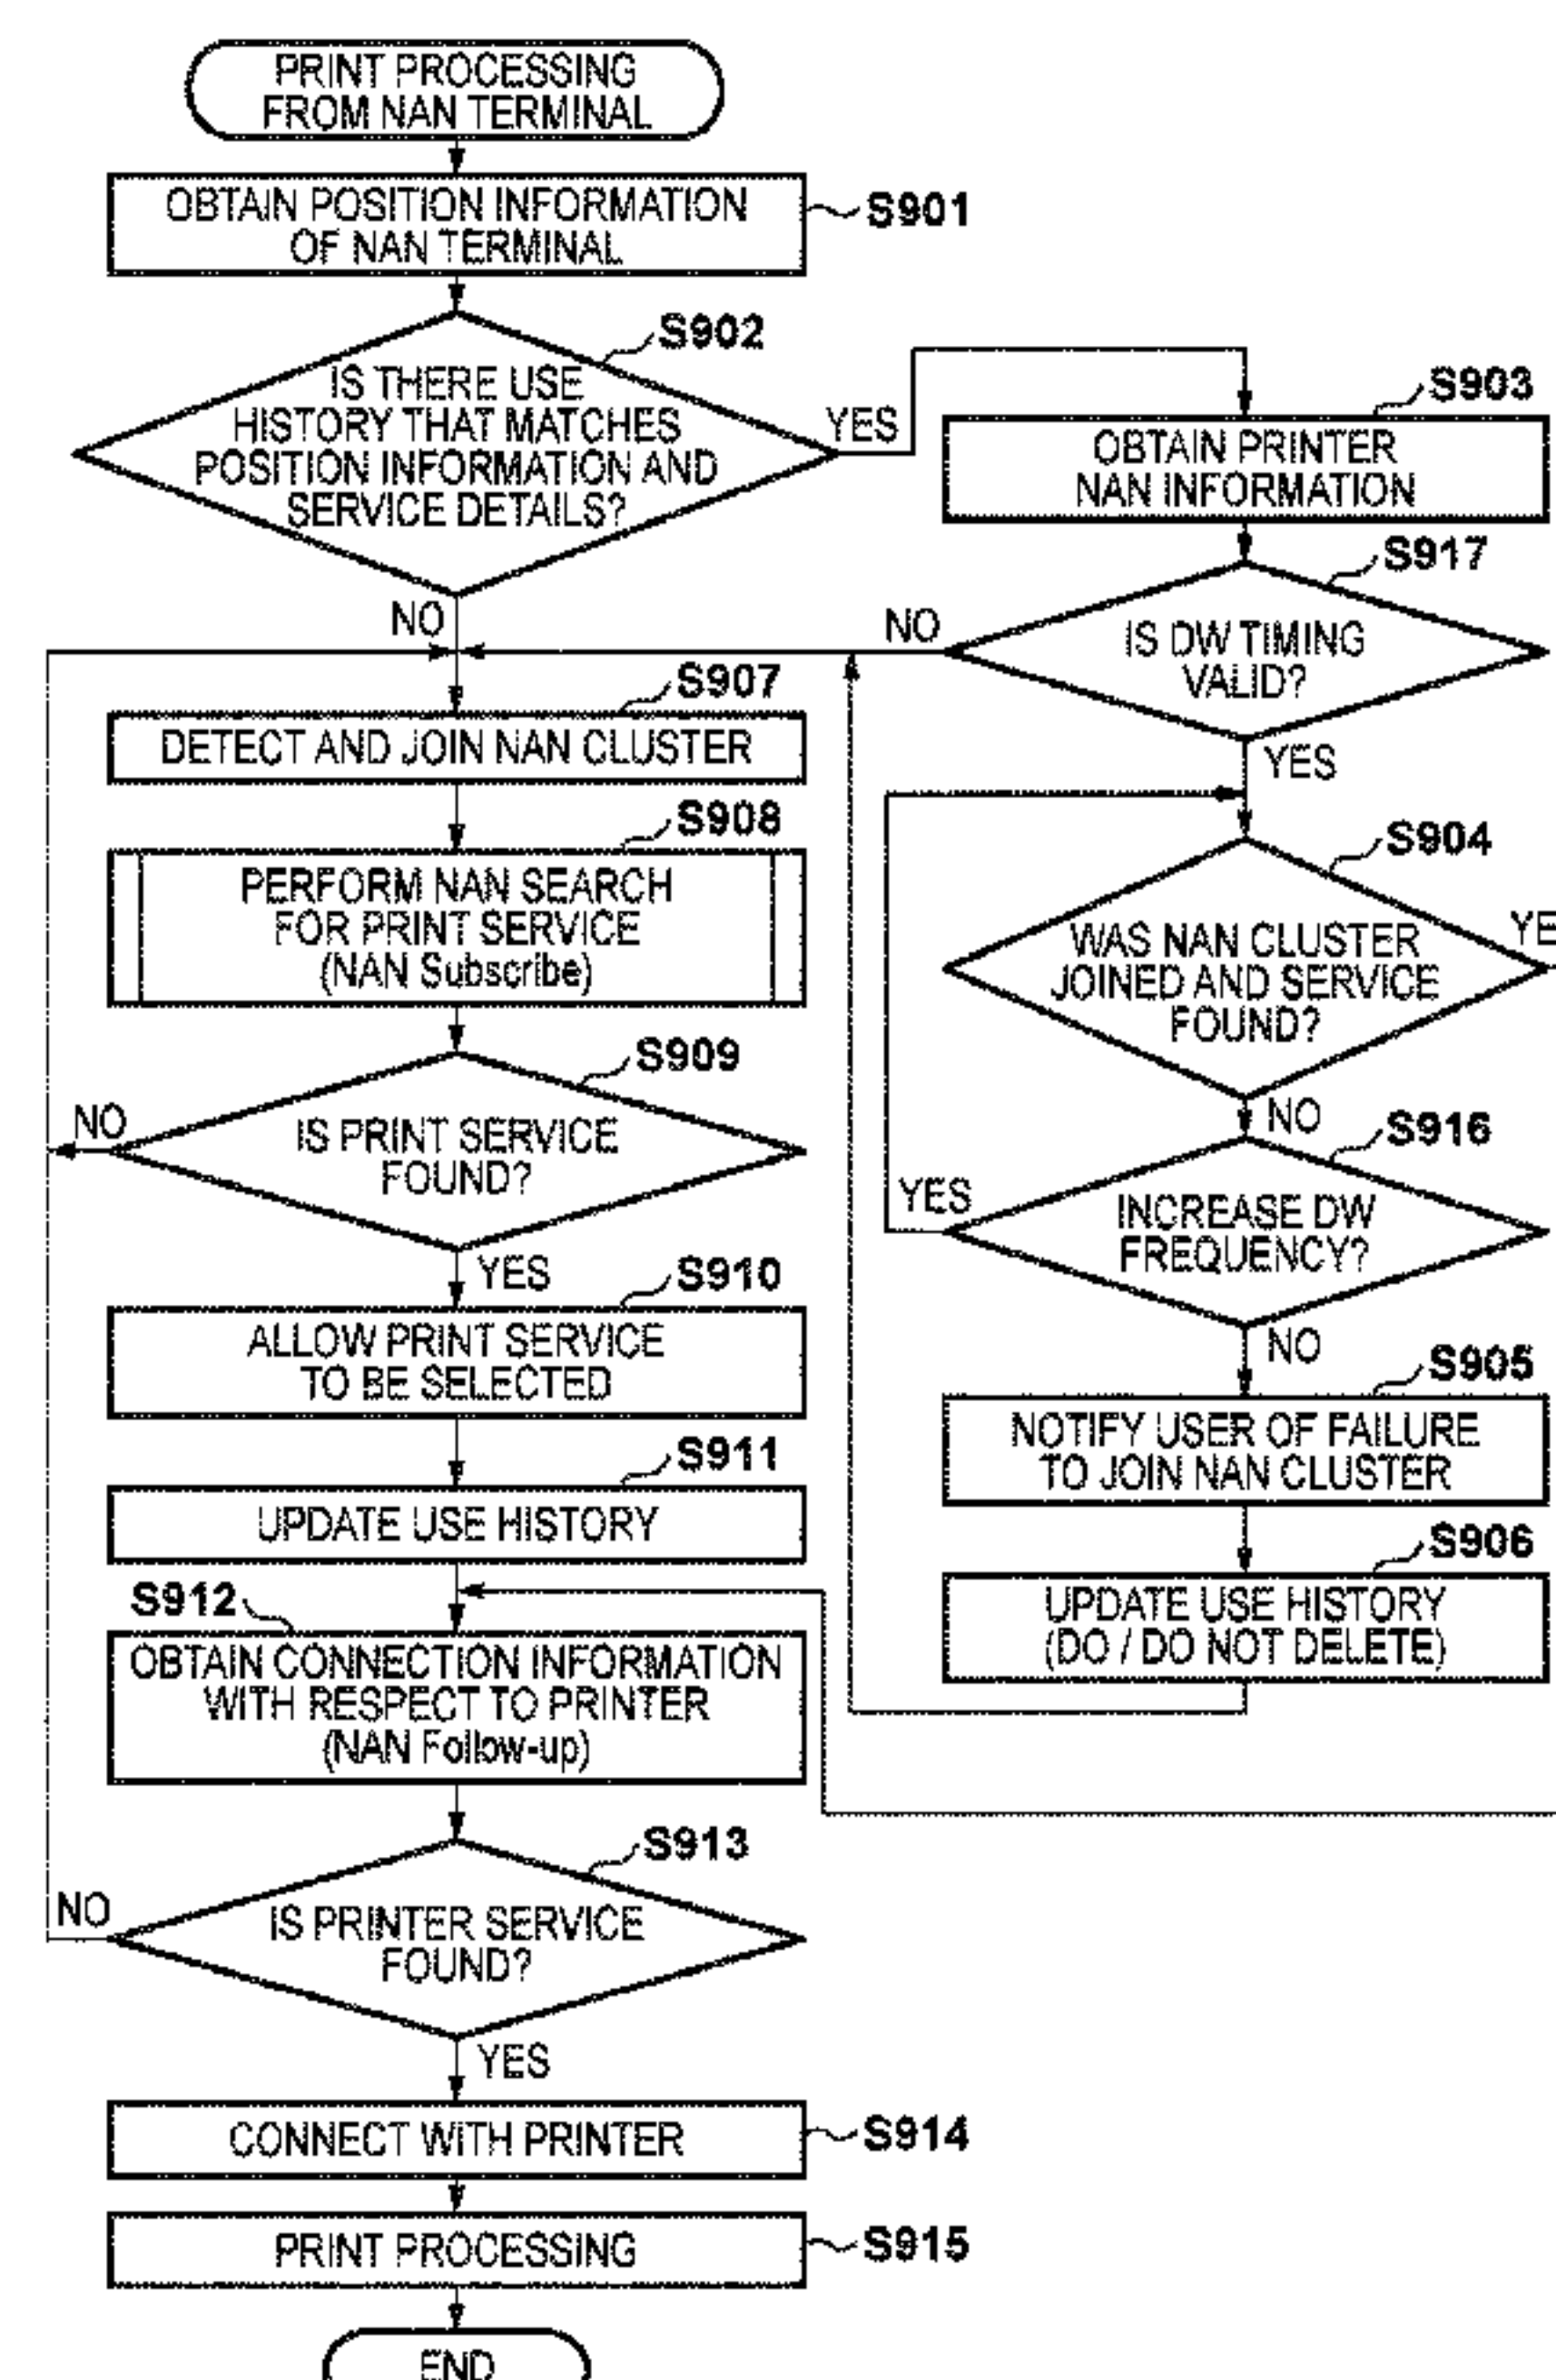 PRINT PROCESSING
FROM NAN TERMINAL
OBTAIN POSITION INFORMATION
OF NAN TERMINAL
S901
S902
IS THERE USE
HISTORY THAT MATCHES
POSITION INFORMATION AND
SERVICE DETAILS?
YES
NO
S903
OBTAIN PRINTER
NAN INFORMATION
S917
IS DW TIMING
VALID?
NO
YES
S907
DETECT AND JOIN NAN CLUSTER
S908
PERFORM NAN SEARCH
FOR PRINT SERVICE
(NAN Subscribe)
S904
WAS NAN CLUSTER
JOINED AND SERVICE
FOUND?
YE
NO
S909
IS PRINT SERVICE
FOUND?
NO
YES
S916
INCREASE DW
FREQUENCY?
YES
NO
S910
ALLOW PRINT SERVICE
TO BE SELECTED
S905
NOTIFY USER OF FAILURE
TO JOIN NAN CLUSTER
S911
UPDATE USE HISTORY
S906
UPDATE USE HISTORY
(DO / DO NOT DELETE)
S912
OBTAIN CONNECTION INFORMATION
WITH RESPECT TO PRINTER
(NAN Follow-up)
S913
IS PRINTER SERVICE
FOUND?
NO
YES
CONNECT WITH PRINTER
S914
PRINT PROCESSING
S915
END